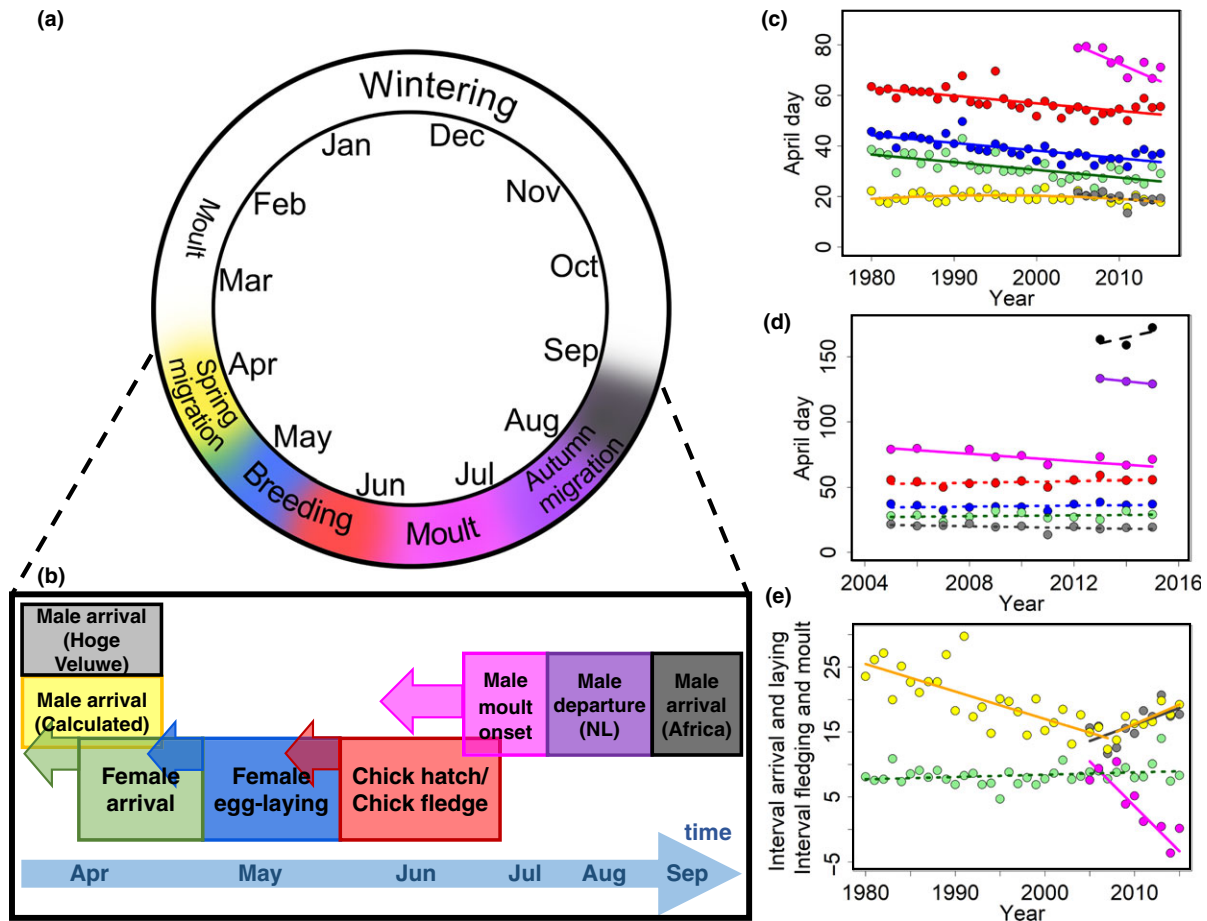 (a)
Wintering
Jan
Dec
Feb
Nov
Moult
Mar
Oct
Apr
Sep
Spring
migration
May
Aug
Jun
Jul
Breeding
Moult
Autumn
migration
(b)
Male arrival
(Hoge
Veluwe)
Male arrival
(Calculated)
Female
arrival
Female
egg-laying
Chick hatch/
Chick fledge
Male
moult
onset
Male
departure
(NL)
Male
arrival
(Africa)
time
Apr May Jun Jul Aug Sep
(c)
April day
0 20 40 60 80
1980 1990 2000 2010
Year
(d)
April day
0 50 100 150
2004 2008 2012 2016
Year
(e)
Interval arrival and laying
Interval fledging and moult
−5 5 15 25
1980 1990 2000 2010
Year